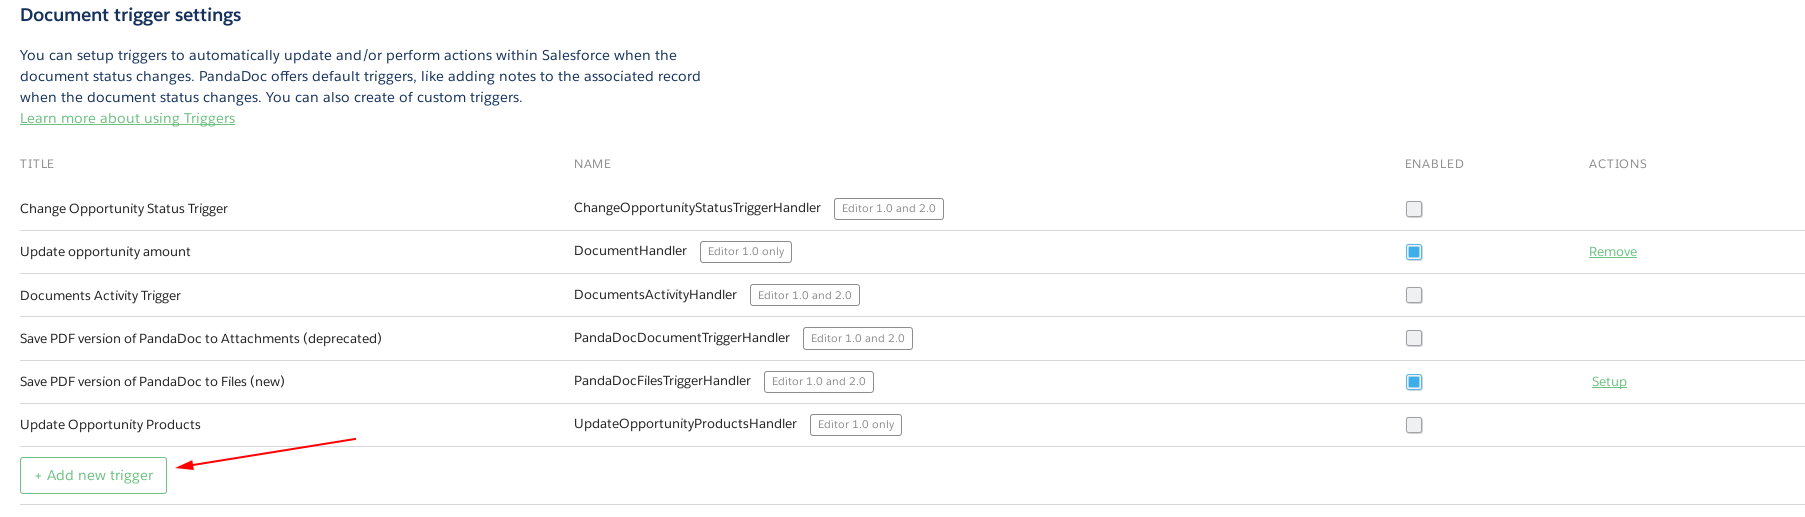 Document trigger settings
You can setup triggers to automatically update and/or perform actions within Salesforce when the
document status changes. PandaDoc offers default triggers, like adding notes to the associated record
when the document status changes. You can also create of custom triggers.
Learn more about using Triggers
TITLE NAME ENABLED ACTIONS
Change Opportunity Status Trigger ChangeOpportunityStatusTriggerHandler Editor 1.0 and 2.0
Update opportunity amount DocumentHandler Editor 1.0 only Remove
Documents Activity Trigger DocumentsActivityHandler Editor 1.0 and 2.0
Save PDF version of PandaDoc to Attachments (deprecated) PandaDocDocumentTriggerHandler Editor 1.0 and 2.0
Save PDF version of PandaDoc to Files (new) PandaDocFilesTriggerHandler Editor 1.0 and 2.0 Setup
Update Opportunity Products UpdateOpportunityProductsHandler Editor 1.0 only
+ Add new trigger